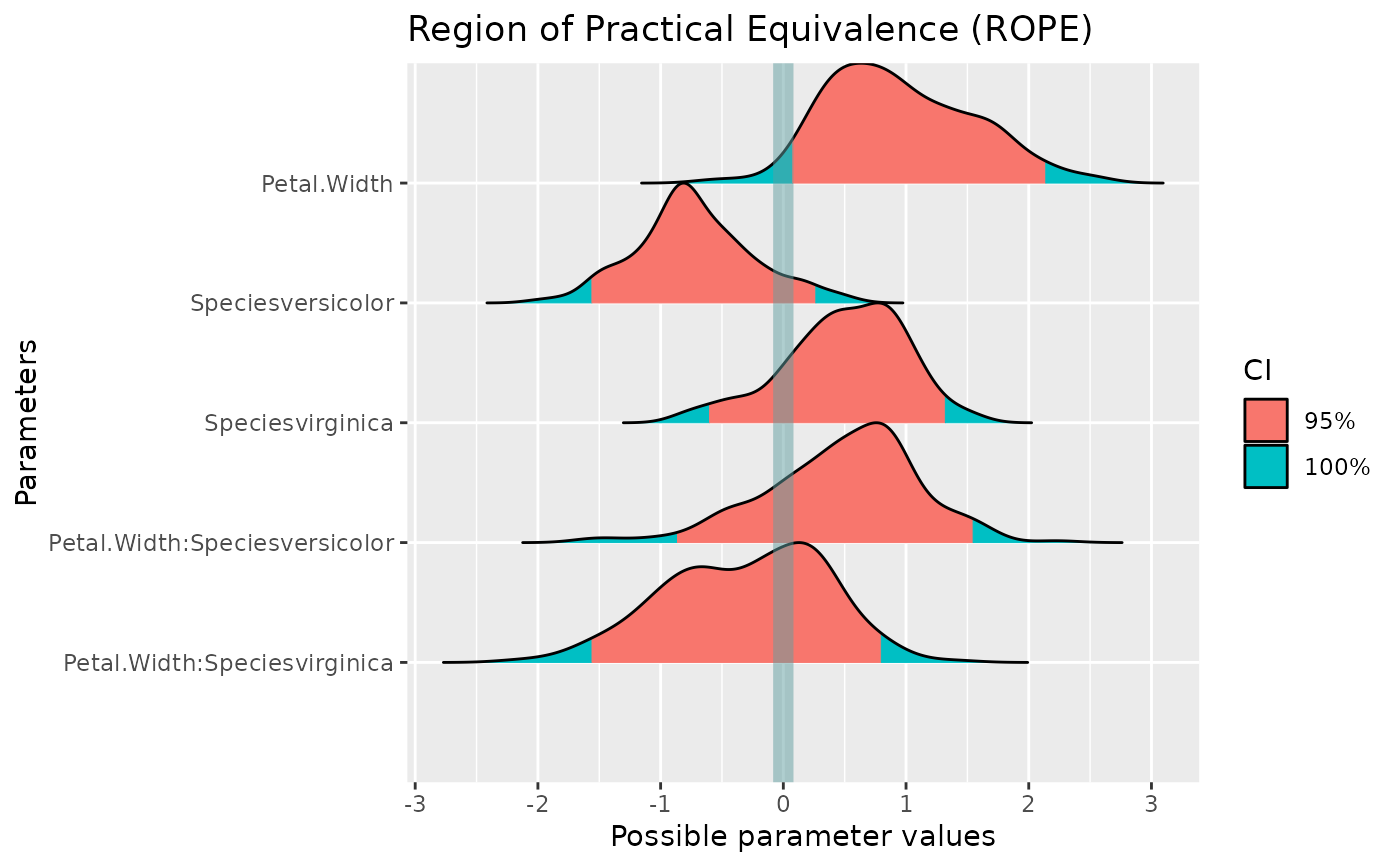 Region of Practical Equivalence (ROPE)
Parameters
Petal.Width
Speciesversicolor
Speciesvirginica
Petal.Width:Speciesversicolor
Petal.Width:Speciesvirginica
-3 -2 -1 0 1 2 3
Possible parameter values
CI
95%
100%